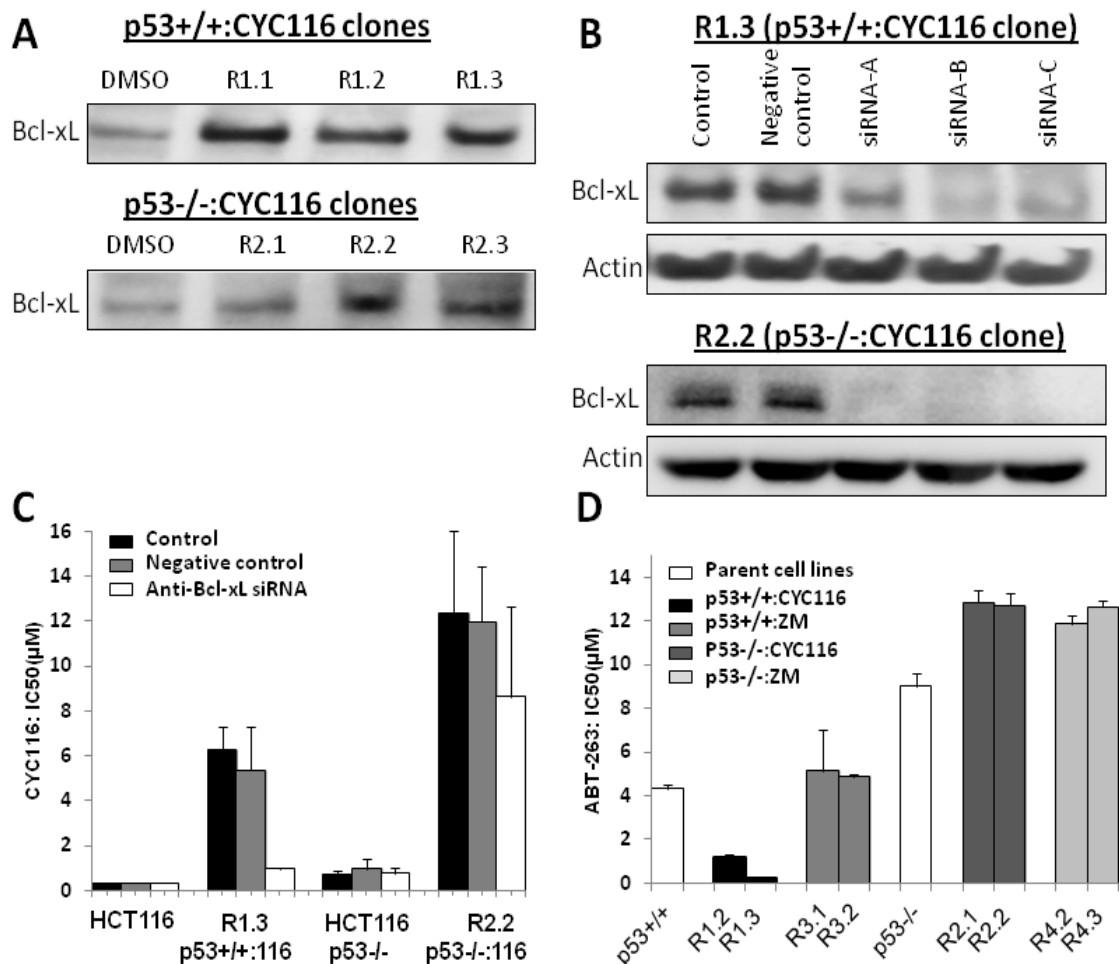 A
p53+/+:CYC116 clones
DMSO R1.1 R1.2 R1.3
Bcl-xL
p53-/-:CYC116 clones
DMSO R2.1 R2.2 R2.3
Bcl-xL
B
R1.3 (p53+/+:CYC116 clone)
Control
Negative
control
siRNA-A
siRNA-B
siRNA-C
Bcl-xL
Actin
R2.2 (p53-/-:CYC116 clone)
Bcl-xL
Actin
C
Control
Negative control
Anti-Bcl-xL siRNA
CYC116: IC50(µM)
16
14
12
10
8
6
4
2
0
HCT116 R1.3 HCT116 R2.2
p53+/+:116 p53-/- p53-/-:116
D
Parent cell lines
p53+/+:CYC116
p53+/+:ZM
P53-/-:CYC116
p53-/-:ZM
ABT-263: IC50(µM)
14
12
10
8
6
4
2
0
p53+/+
R1.2
R1.3
R3.1
R3.2
p53-/-
R2.1
R2.2
R4.2
R4.3